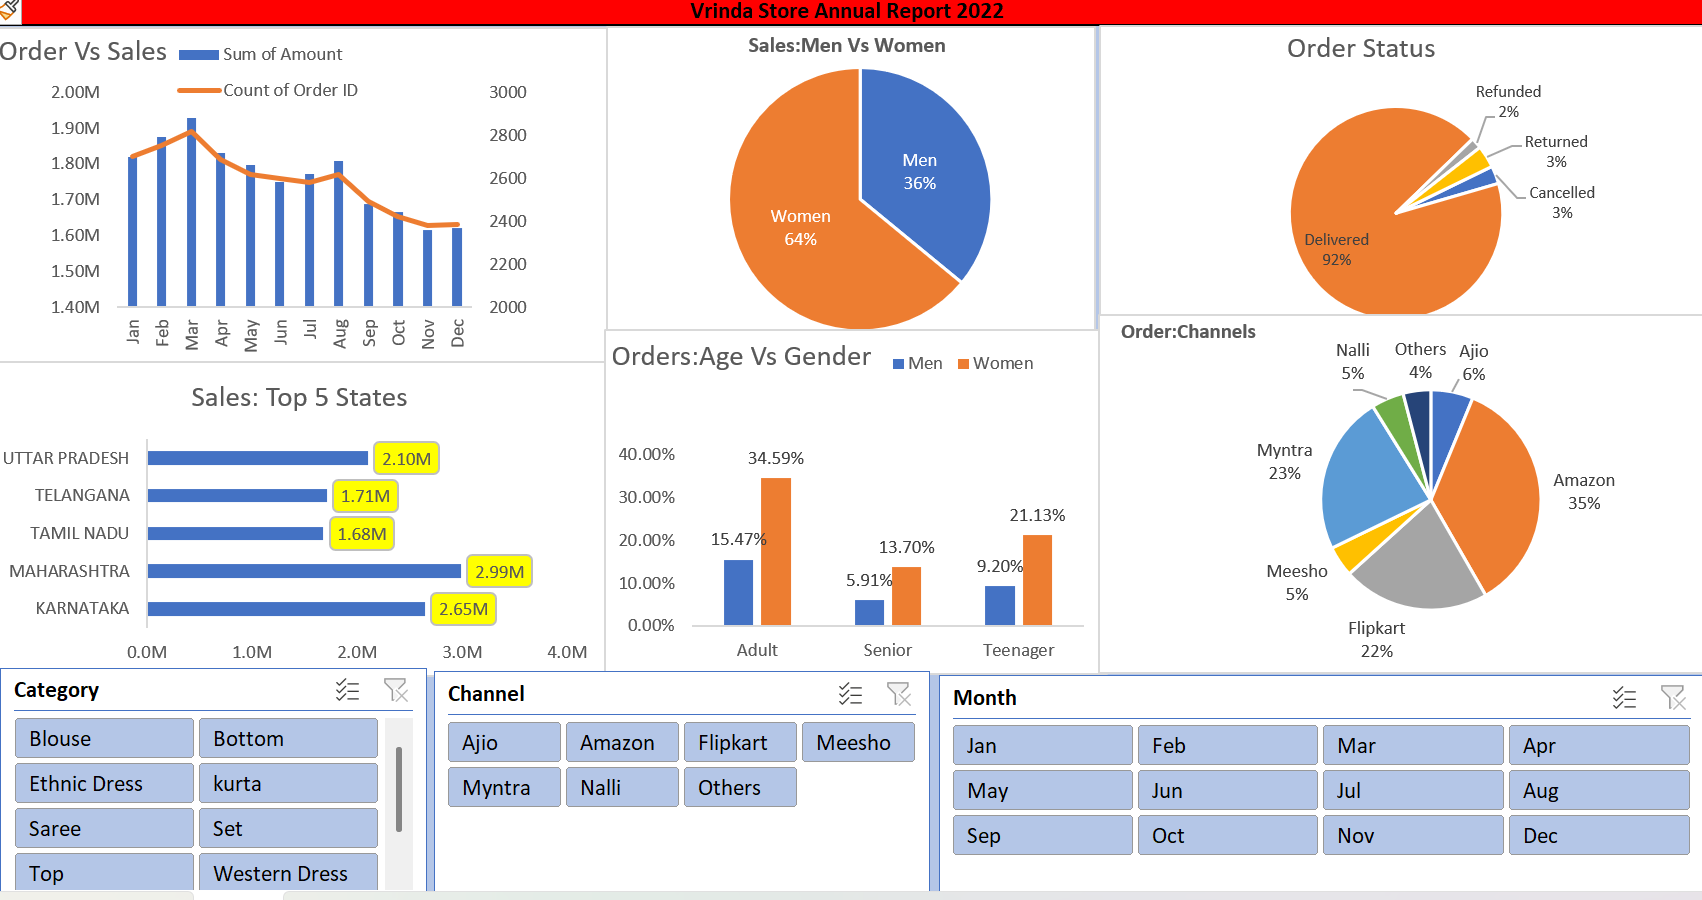 Vrinda Store Annual Report 2022
Order Vs Sales
Sum of Amount
Count of Order ID
2.00M
1.90M
1.80M
1.70M
1.60M
1.50M
1.40M
3000
2800
2600
2400
2200
2000
Jan Feb Mar Apr May Jun Jul Aug Sep Oct Nov Dec
Sales:Men Vs Women
Men
36%
Women
64%
Order Status
Refunded
2%
Returned
3%
Cancelled
3%
Delivered
92%
Sales: Top 5 States
UTTAR PRADESH 2.10M
TELANGANA 1.71M
TAMIL NADU 1.68M
MAHARASHTRA 2.99M
KARNATAKA 2.65M
0.0M 1.0M 2.0M 3.0M 4.0M
Orders:Age Vs Gender
Men Women
40.00%
30.00%
20.00%
10.00%
0.00%
15.47%
34.59%
5.91%
13.70%
9.20%
21.13%
Adult Senior Teenager
Order:Channels
Nalli
5%
Others
4%
Ajio
6%
Myntra
23%
Amazon
35%
Meesho
5%
Flipkart
22%
Category
Blouse Bottom
Ethnic Dress kurta
Saree Set
Top Western Dress
Channel
Ajio Amazon Flipkart Meesho
Myntra Nalli Others
Month
Jan Feb Mar Apr
May Jun Jul Aug
Sep Oct Nov Dec